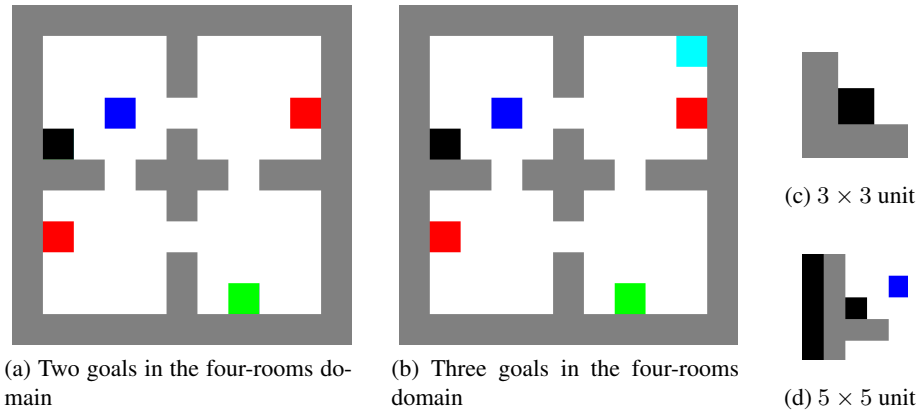 (a) Two goals in the four-rooms do-
main
(b) Three goals in the four-rooms
domain
(c) 3 × 3 unit
(d) 5 × 5 unit